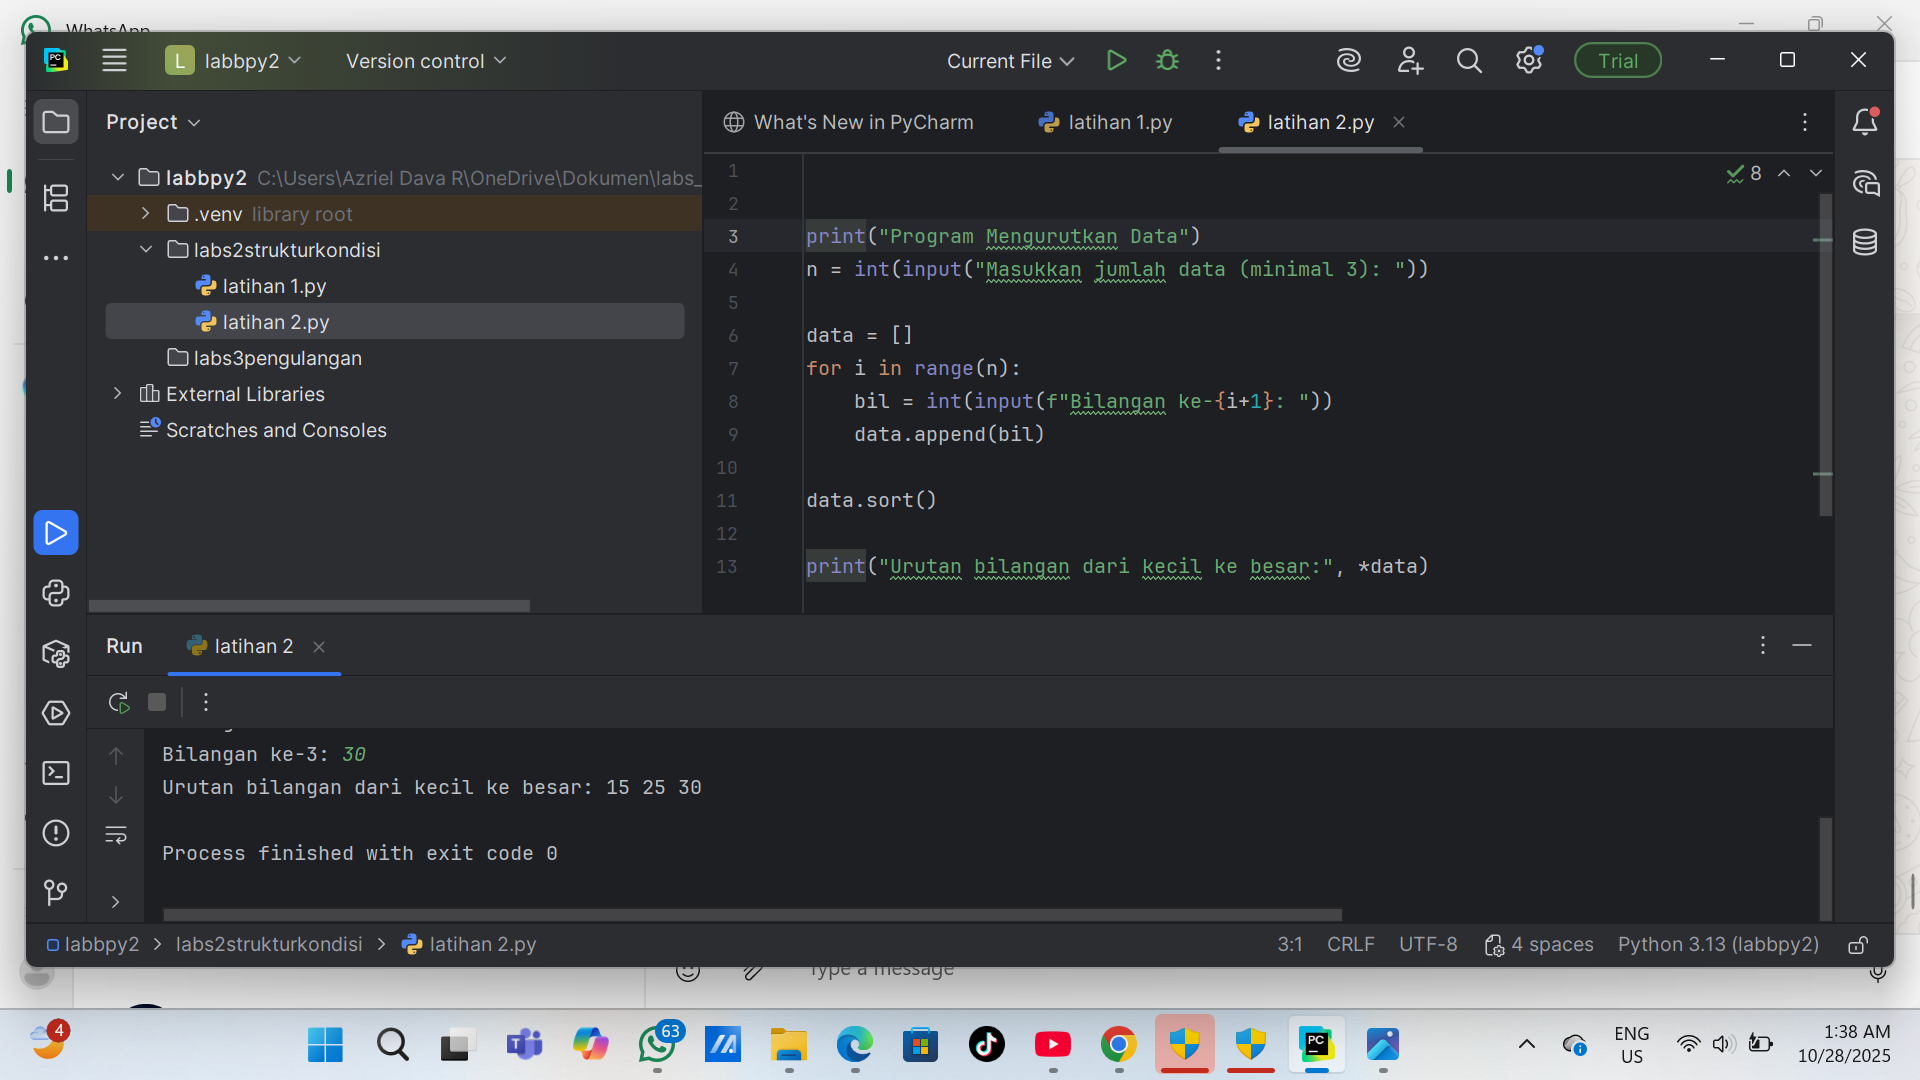 WhatsApp
PC
L labbpy2
Version control
Current File
Trial
Project
What's New in PyCharm
latihan 1.py
latihan 2.py
labbpy2 C:\Users\Azriel Dava R\OneDrive\Dokumen\labs_
.venv library root
labs2strukturkondisi
latihan 1.py
latihan 2.py
labs3pengulangan
External Libraries
Scratches and Consoles
8
1
2
3 print("Program Mengurutkan Data")
4 n = int(input("Masukkan jumlah data (minimal 3): "))
5
6 data = []
7 for i in range(n):
8 bil = int(input(f"Bilangan ke-{i+1}: "))
9 data.append(bil)
10
11 data.sort()
12
13 print("Urutan bilangan dari kecil ke besar:", *data)
Run
latihan 2
Bilangan ke-3: 30
Urutan bilangan dari kecil ke besar: 15 25 30
Process finished with exit code 0
labbpy2 > labs2strukturkondisi > latihan 2.py
3:1 CRLF UTF-8 4 spaces Python 3.13 (labbpy2)
Type a message
4
63
PC
ENG
US
1:38 AM
10/28/2025